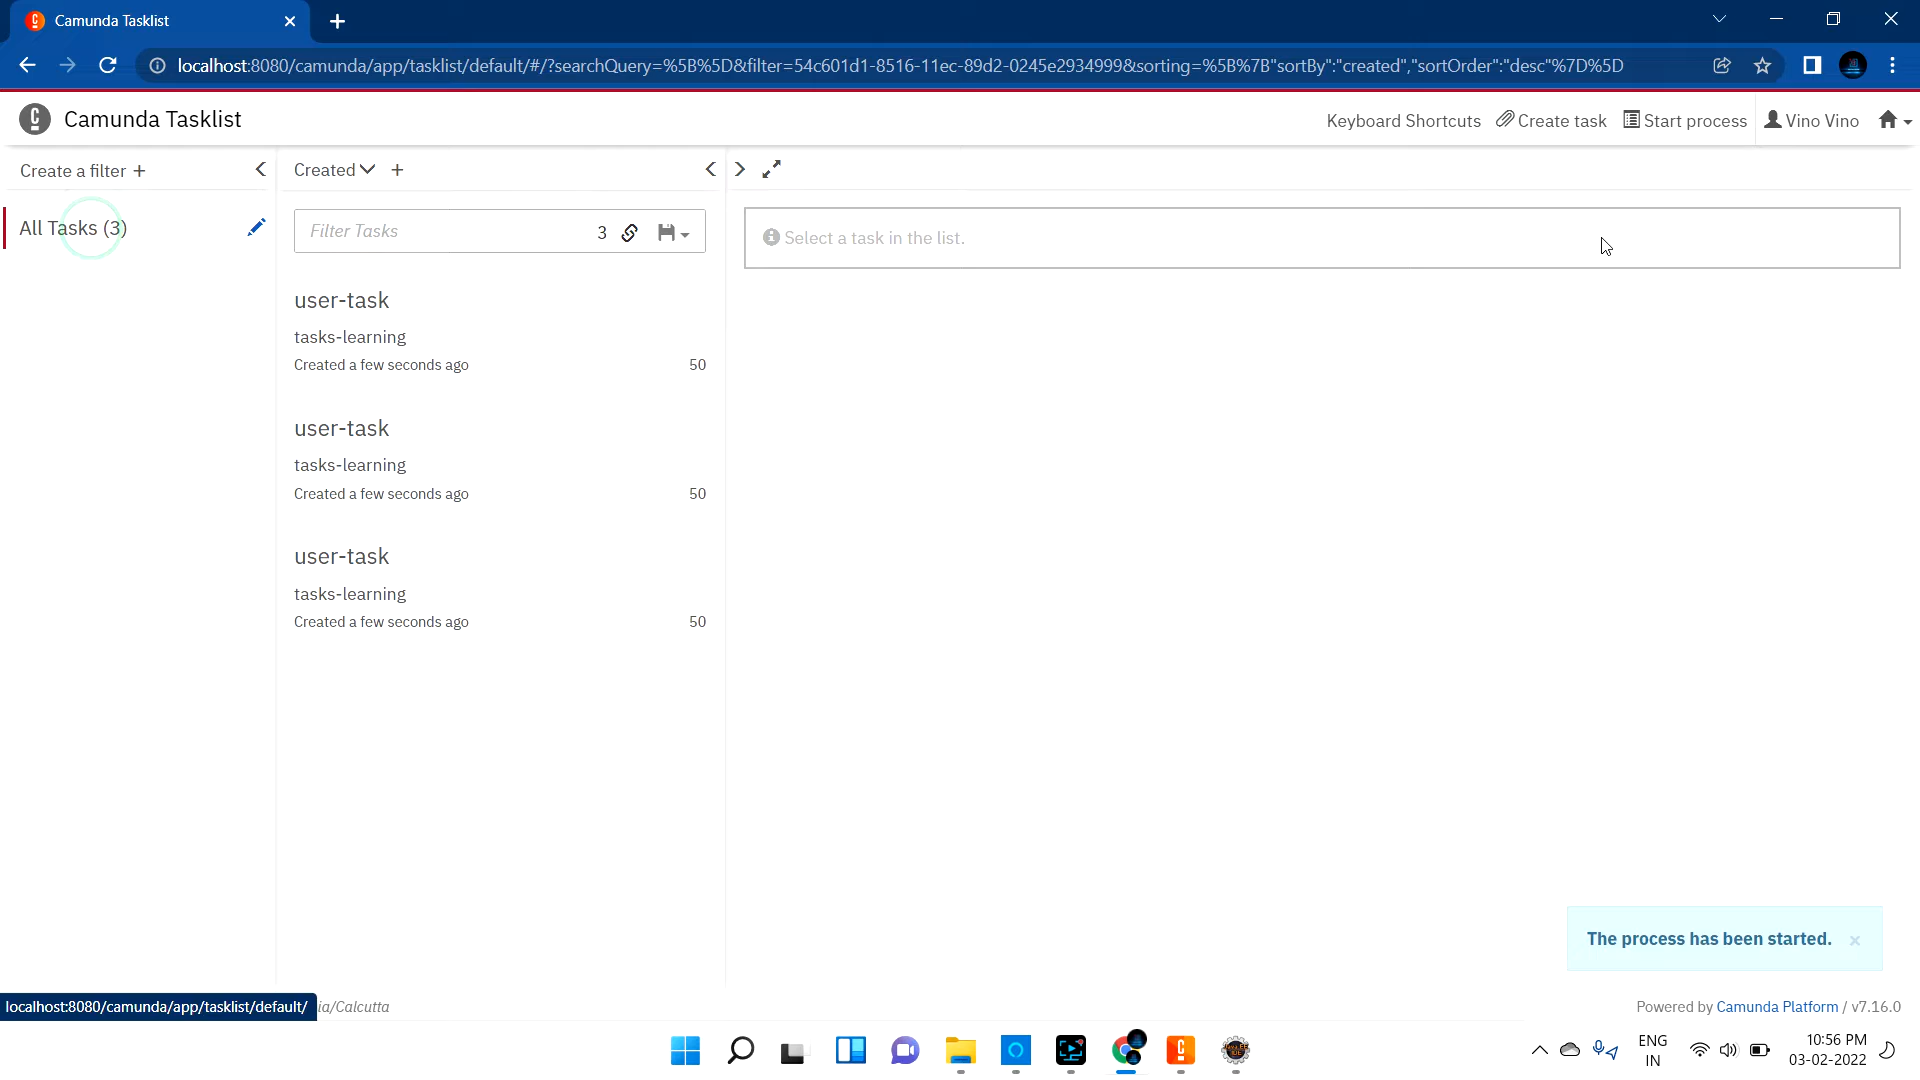 Camunda Tasklist
localhost:8080/camunda/app/tasklist/default/#/?searchQuery=%5B%5D&filter=54c601d1-8516-11ec-89d2-0245e2934999&sorting=%5B%7B"sortBy":"created","sortOrder":"desc"%7D%5D
Camunda Tasklist
Keyboard Shortcuts
Create task
Start process
Vino Vino
Create a filter +
Created
+
All Tasks (3)
Filter Tasks
3
Select a task in the list.
user-task
tasks-learning
Created a few seconds ago
50
user-task
tasks-learning
Created a few seconds ago
50
user-task
tasks-learning
Created a few seconds ago
50
The process has been started.
localhost:8080/camunda/app/tasklist/default/
ia/Calcutta
Powered by Camunda Platform / v7.16.0
ENG
IN
10:56 PM
03-02-2022